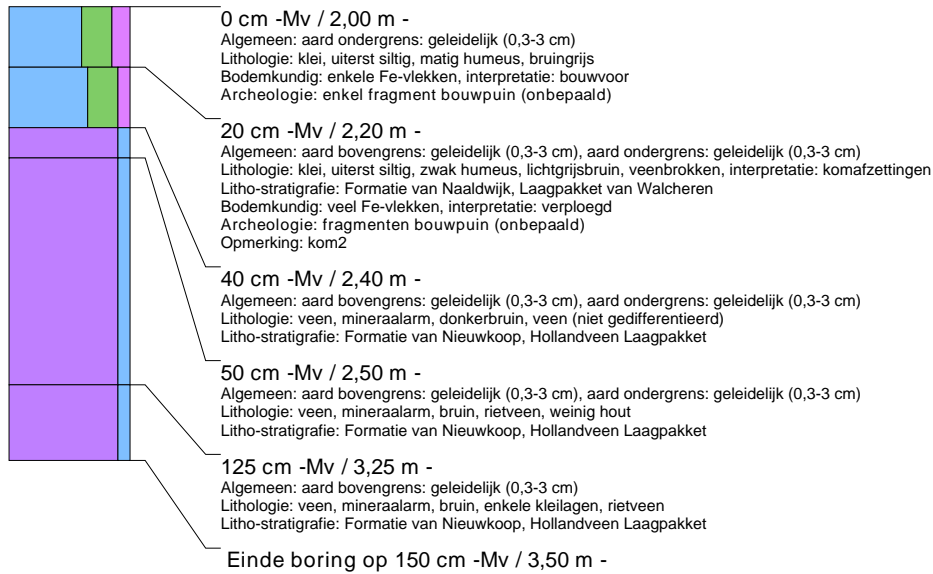 0 cm -Mv / 2,00 m -
Algemeen: aard ondergrens: geleidelijk (0,3-3 cm)
Lithologie: klei, uiterst siltig, matig humeus, bruingrijs
Bodemkundig: enkele Fe-vlekken, interpretatie: bouwvoor
Archeologie: enkel fragment bouwpuin (onbepaald)
20 cm -Mv / 2,20 m -
Algemeen: aard bovengrens: geleidelijk (0,3-3 cm), aard ondergrens: geleidelijk (0,3-3 cm)
Lithologie: klei, uiterst siltig, zwak humeus, lichtgrijsbruin, veenbrokken, interpretatie: komafzettingen
Litho-stratigrafie: Formatie van Naaldwijk, Laagpakket van Walcheren
Bodemkundig: veel Fe-vlekken, interpretatie: verploegd
Archeologie: fragmenten bouwpuin (onbepaald)
Opmerking: kom2
40 cm -Mv / 2,40 m -
Algemeen: aard bovengrens: geleidelijk (0,3-3 cm), aard ondergrens: geleidelijk (0,3-3 cm)
Lithologie: veen, mineraalarm, donkerbruin, veen (niet gedifferentieerd)
Litho-stratigrafie: Formatie van Nieuwkoop, Hollandveen Laagpakket
50 cm -Mv / 2,50 m -
Algemeen: aard bovengrens: geleidelijk (0,3-3 cm), aard ondergrens: geleidelijk (0,3-3 cm)
Lithologie: veen, mineraalarm, bruin, rietveen, weinig hout
Litho-stratigrafie: Formatie van Nieuwkoop, Hollandveen Laagpakket
125 cm -Mv / 3,25 m -
Algemeen: aard bovengrens: geleidelijk (0,3-3 cm)
Lithologie: veen, mineraalarm, bruin, enkele kleilagen, rietveen
Litho-stratigrafie: Formatie van Nieuwkoop, Hollandveen Laagpakket
Einde boring op 150 cm -Mv / 3,50 m -